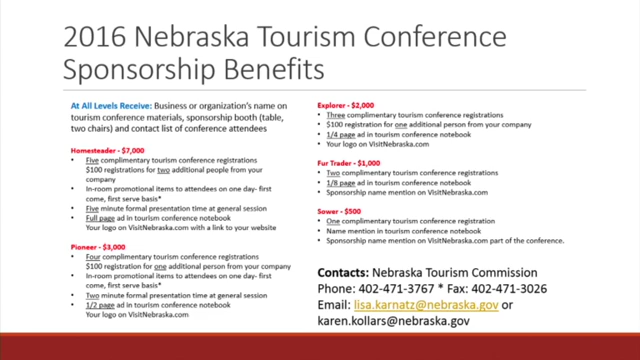 2016 Nebraska Tourism Conference
Sponsorship Benefits
At All Levels Receive: Business or organization's name on
tourism conference materials, sponsorship booth (table,
two chairs) and contact list of conference attendees
Homesteader - $7,000
• Five complimentary tourism conference registrations
$100 registrations for two additional people from your
company
• In-room promotional items to attendees on one day- first
come, first serve basis*
• Five minute formal presentation time at general session
• Full page ad in tourism conference notebook
Your logo on VisitNebraska.com with a link to your website
Pioneer - $3,000
• Four complimentary tourism conference registrations
$100 registration for one additional person from your company
• In-room promotional items to attendees on one day- first
come, first serve basis*
• Two minute formal presentation time at general session
• 1/2 page ad in tourism conference notebook
Your logo on VisitNebraska.com
Explorer - $2,000
• Three complimentary tourism conference registrations
• $100 registration for one additional person from your company
• 1/4 page ad in tourism conference notebook
• Your logo on VisitNebraska.com
Fur Trader - $1,000
• Two complimentary tourism conference registrations
• 1/8 page ad in tourism conference notebook
• Sponsorship name mention on VisitNebraska.com
Sower - $500
• One complimentary tourism conference registration
• Name mention in tourism conference notebook
• Sponsorship name mention on VisitNebraska.com part of the conference.
Contacts: Nebraska Tourism Commission
Phone: 402-471-3767 * Fax: 402-471-3026
Email: lisa.karnatz@nebraska.gov or
karen.kollars@nebraska.gov